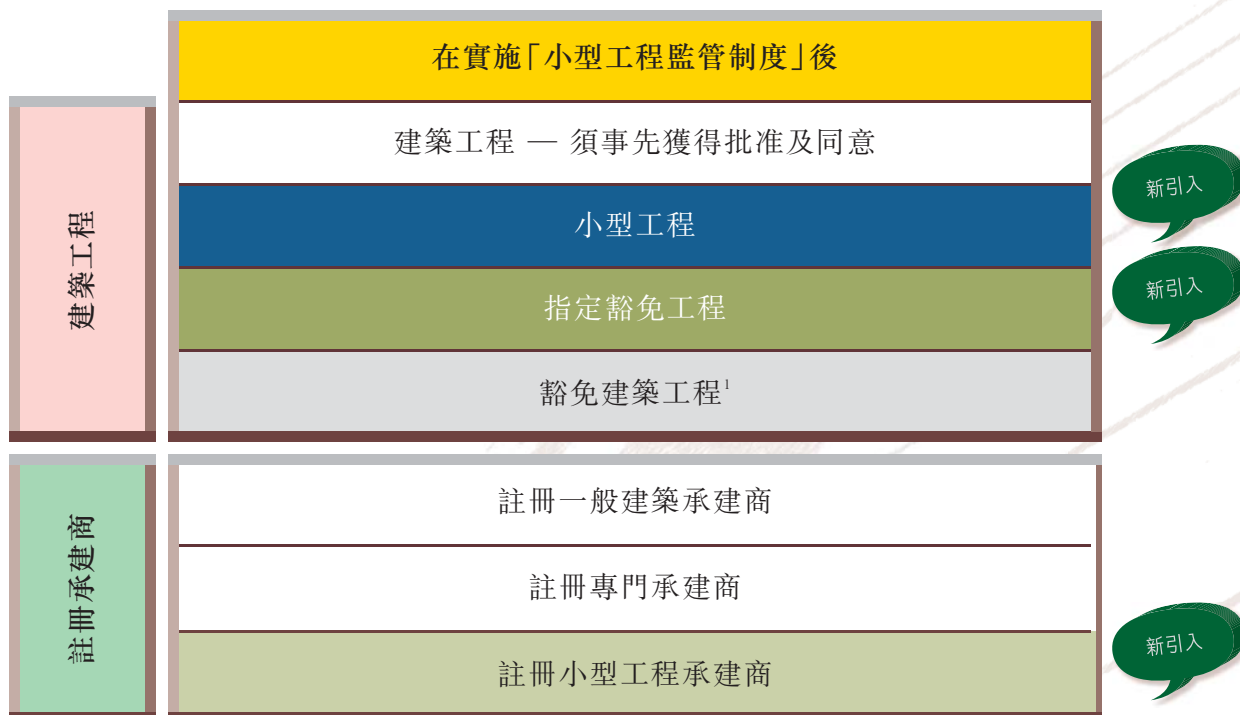 在實施「小型工程監管制度」後
建築工程
建築工程 — 須事先獲得批准及同意
小型工程
新引入
指定豁免工程
新引入
豁免建築工程1
註冊承建商
註冊一般建築承建商
註冊專門承建商
註冊小型工程承建商
新引入